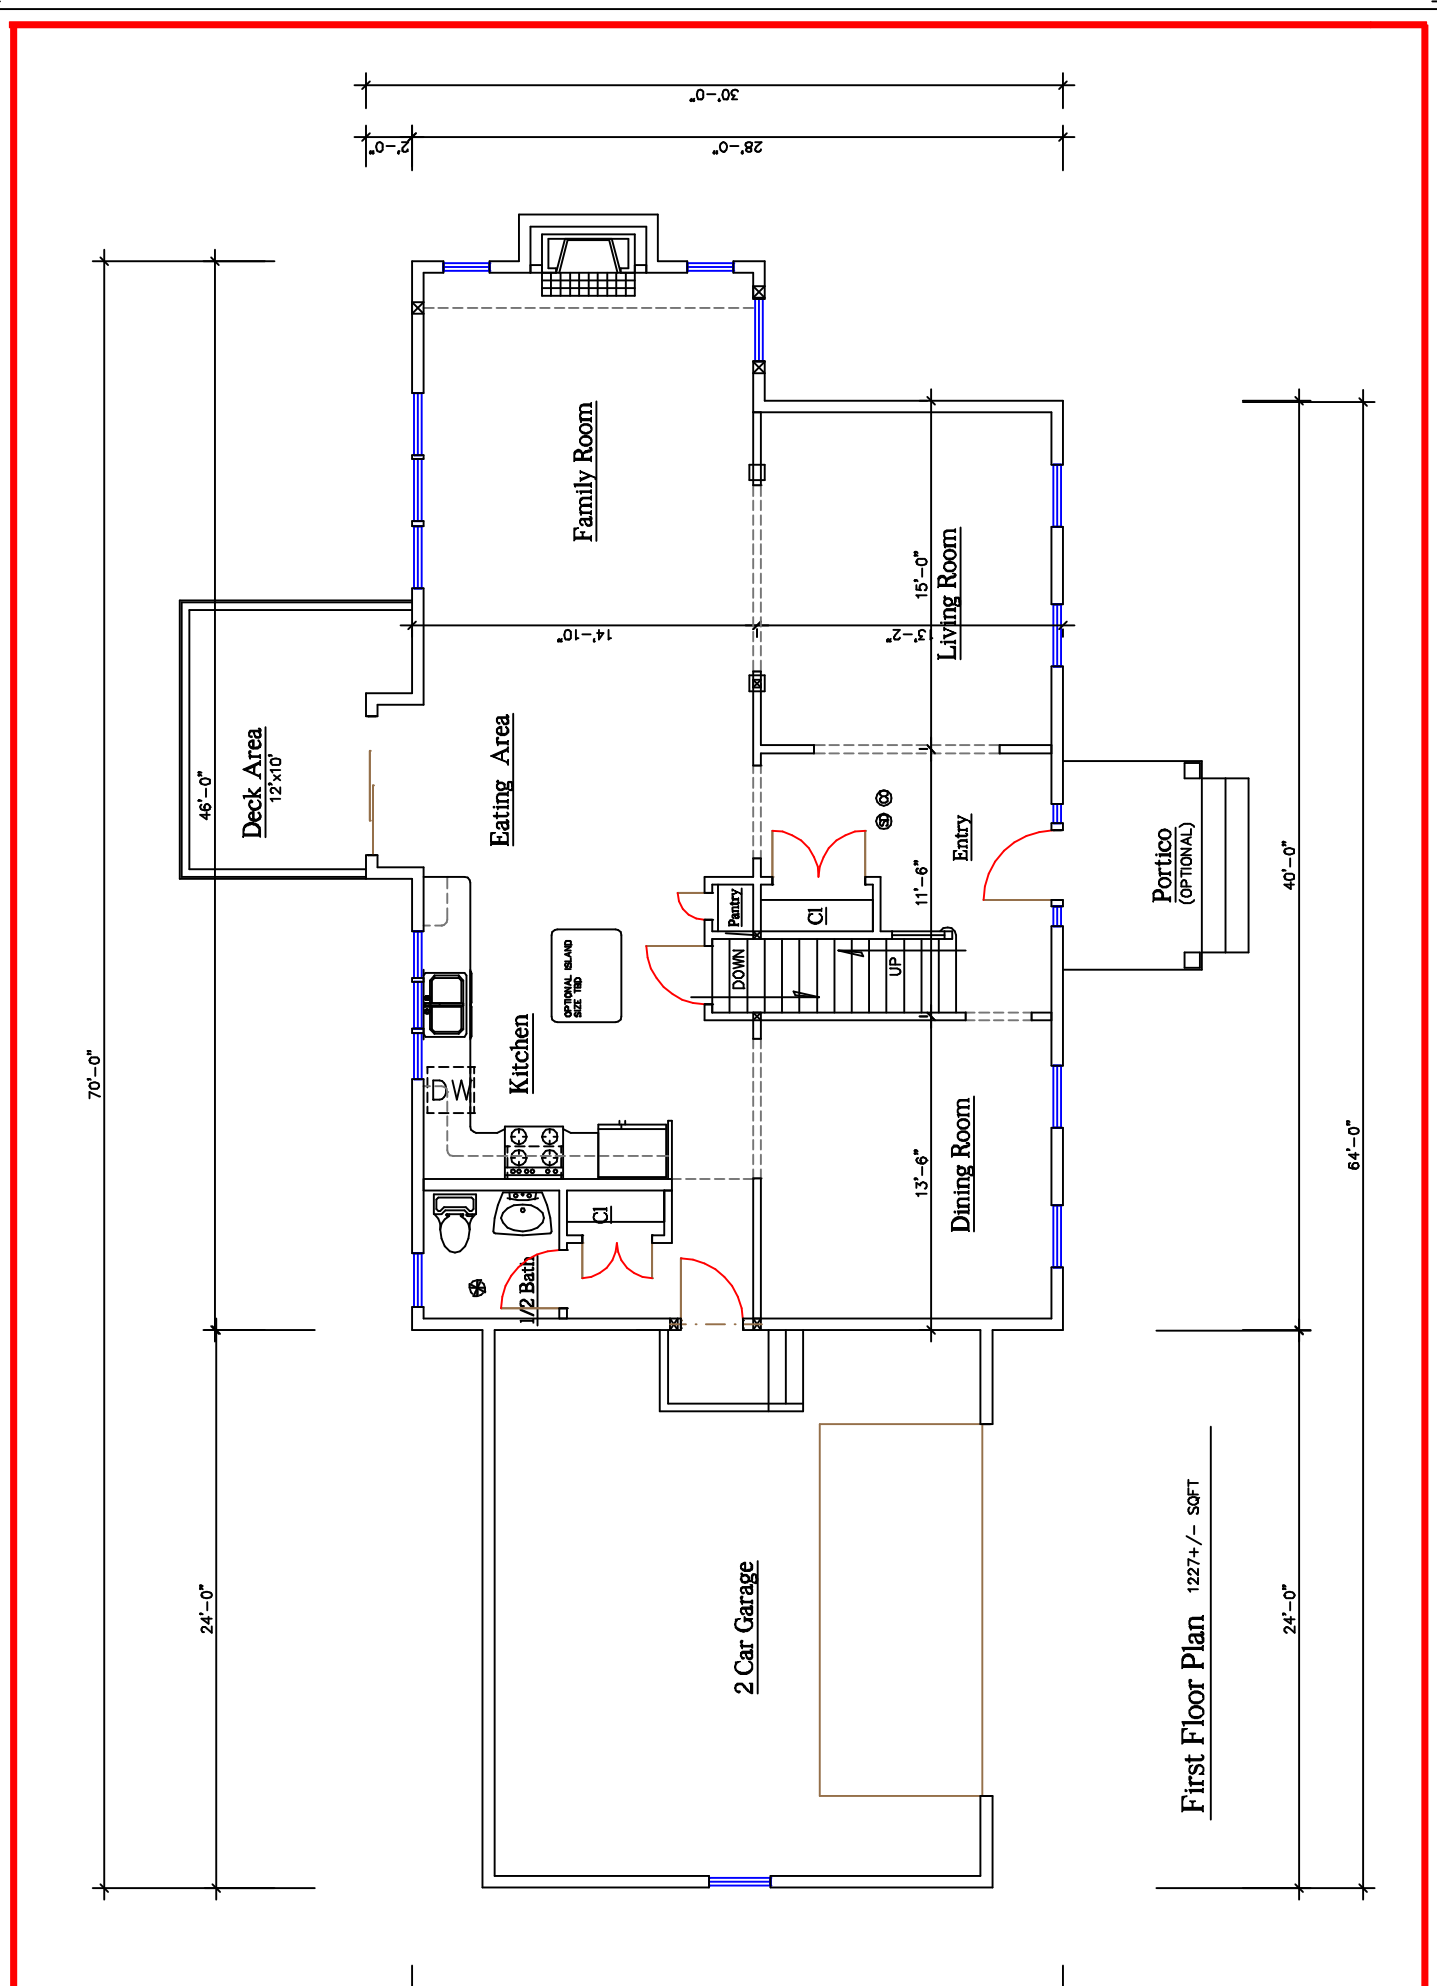 30'-0"
2'-0"
28'-0"
70'-0"
46'-0"
24'-0"
Deck Area
12'x10'
Family Room
14'-10"
13'-2"
15'-0"
Living Room
Eating Area
Pantry
Cl
Entry
11'-6"
DOWN
UP
Portico
(OPTIONAL)
OPTIONAL ISLAND
SIZE TBD
Kitchen
DW
Cl
1/2 Bath
13'-6"
Dining Room
40'-0"
64'-0"
24'-0"
2 Car Garage
First Floor Plan 1227+/- SQFT